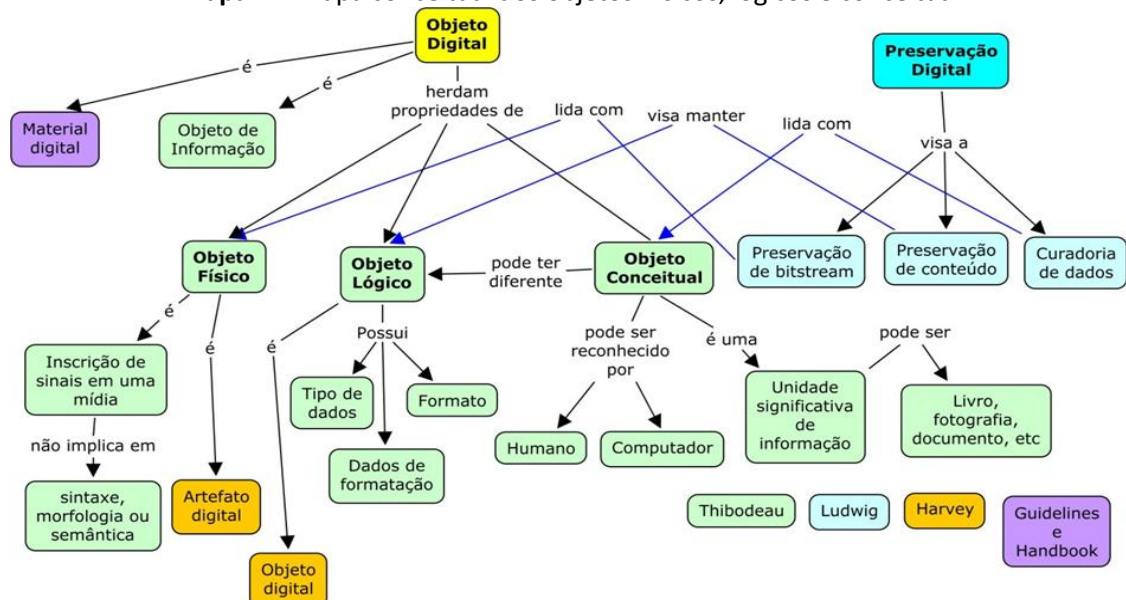 Objeto
Digital
Preservação
Digital
é
é
herdam
propriedades de
lida com
visa manter
lida com
visa a
Material
digital
Objeto de
Informação
Objeto
Físico
Objeto
Lógico
pode ter
diferente
Objeto
Conceitual
Preservação
de bitstream
Preservação
de conteúdo
Curadoria
de dados
é
é
é
Possui
pode ser
reconhecido
por
é uma
pode ser
Inscrição de
sinais em uma
mídia
Tipo de
dados
Formato
Unidade
significativa
de
informação
Livro,
fotografia,
documento, etc
não implica em
Humano
Computador
sintaxe,
morfologia ou
semântica
Artefato
digital
Dados de
formatação
Objeto
digital
Thibodeau
Ludwig
Harvey
Guidelines
e
Handbook